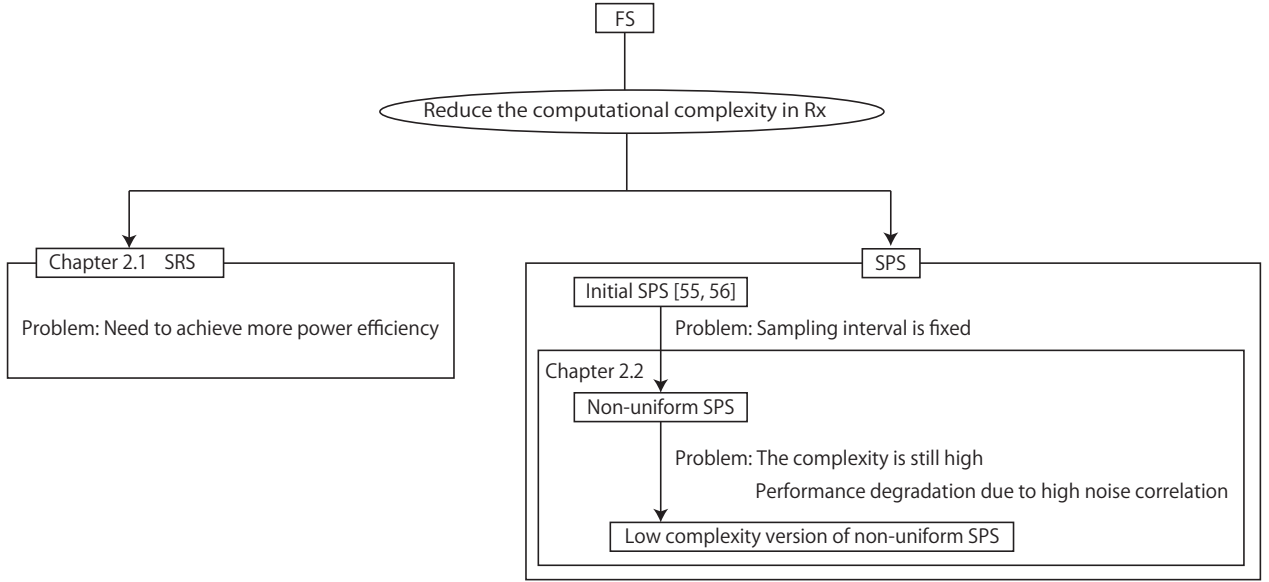 FS
Reduce the computational complexity in Rx
Chapter 2.1 SRS
Problem: Need to achieve more power efficiency
SPS
Initial SPS [55, 56]
Problem: Sampling interval is fixed
Chapter 2.2
Non-uniform SPS
Problem: The complexity is still high
Performance degradation due to high noise correlation
Low complexity version of non-uniform SPS